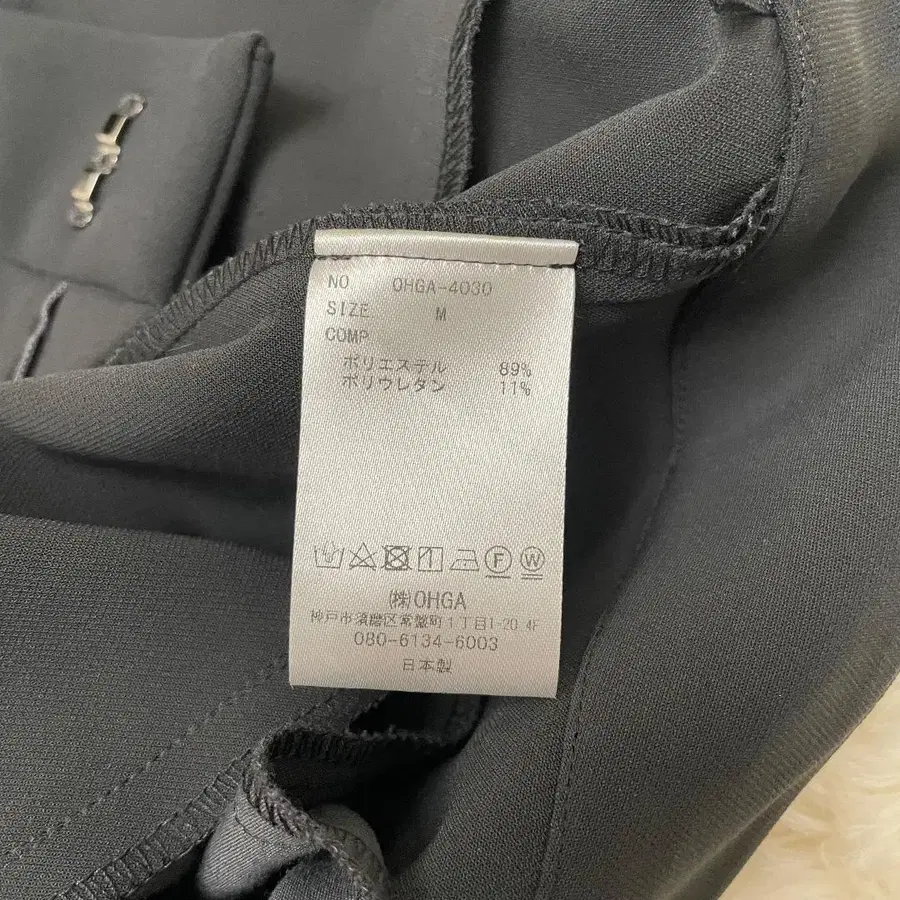 NO OHGA-4030
SIZE M
COMP
ポリエステル 89%
ポリウレタン 11%
F W
㈱OHGA
神戸市須磨区常盤町1丁目1-20 4F
080-6134-6003
日本製